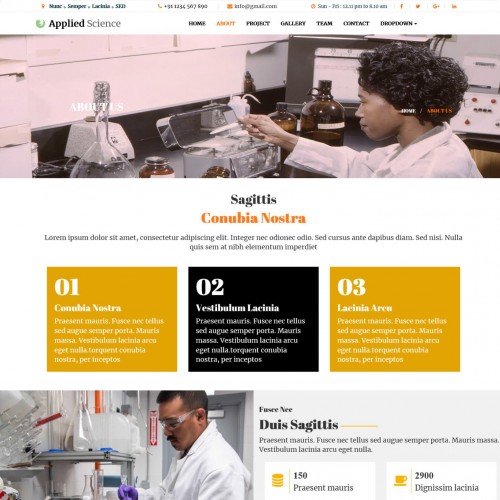 Nunc » Semper » Lacinia » SED +91 1234 567 890 info@gmail.com Sun - Fri : 12.11 pm to 8.10 am
Applied Science HOME ABOUT PROJECT GALLERY TEAM CONTACT DROPDOWN
ABOUT US HOME / ABOUT US
Sagittis
Conubia Nostra
Lorem ipsum dolor sit amet, consectetur adipiscing elit. Integer nec odionec odio. Sed cursus ante dapibus diam. Sed nisi. Nulla
quis sem at nibh elementum imperdiet
01
Conubia Nostra
Praesent mauris. Fusce nec tellus
sed augue semper porta. Mauris
massa. Vestibulum lacinia arcu
eget nulla.torquent conubia
nostra, per inceptos
02
Vestibulum Lacinia
Praesent mauris. Fusce nec tellus
sed augue semper porta. Mauris
massa. Vestibulum lacinia arcu
eget nulla.torquent conubia
nostra, per inceptos
03
Lacinia Arcu
Praesent mauris. Fusce nec tellus
sed augue semper porta. Mauris
massa. Vestibulum lacinia arcu
eget nulla.torquent conubia
nostra, per inceptos
Fusce Nec
Duis Sagittis
Praesent mauris. Fusce nec tellus sed augue semper porta. Mauris massa.
Vestibulum lacinia arcu
eget nulla.
150
Praesent mauris
2900
Dignissim lacinia